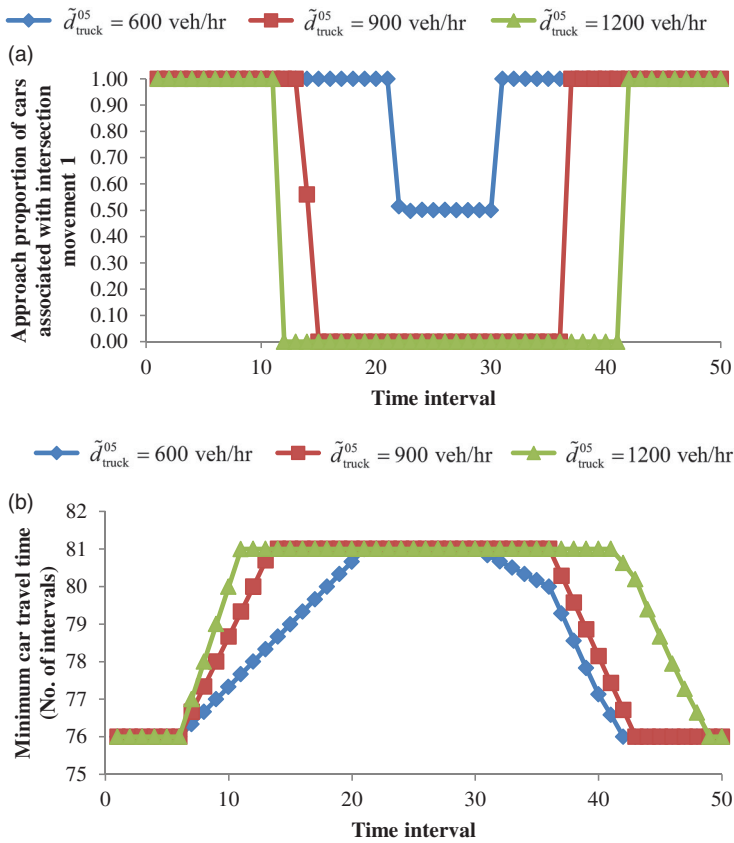 d̃⁰⁵truck = 600 veh/hr d̃⁰⁵truck = 900 veh/hr d̃⁰⁵truck = 1200 veh/hr
(a)
Approach proportion of cars
associated with intersection
movement 1
1.00
0.90
0.80
0.70
0.60
0.50
0.40
0.30
0.20
0.10
0.00
0 10 20 30 40 50
Time interval
d̃⁰⁵truck = 600 veh/hr d̃⁰⁵truck = 900 veh/hr d̃⁰⁵truck = 1200 veh/hr
(b)
Minimum car travel time
(No. of intervals)
82
81
80
79
78
77
76
75
0 10 20 30 40 50
Time interval